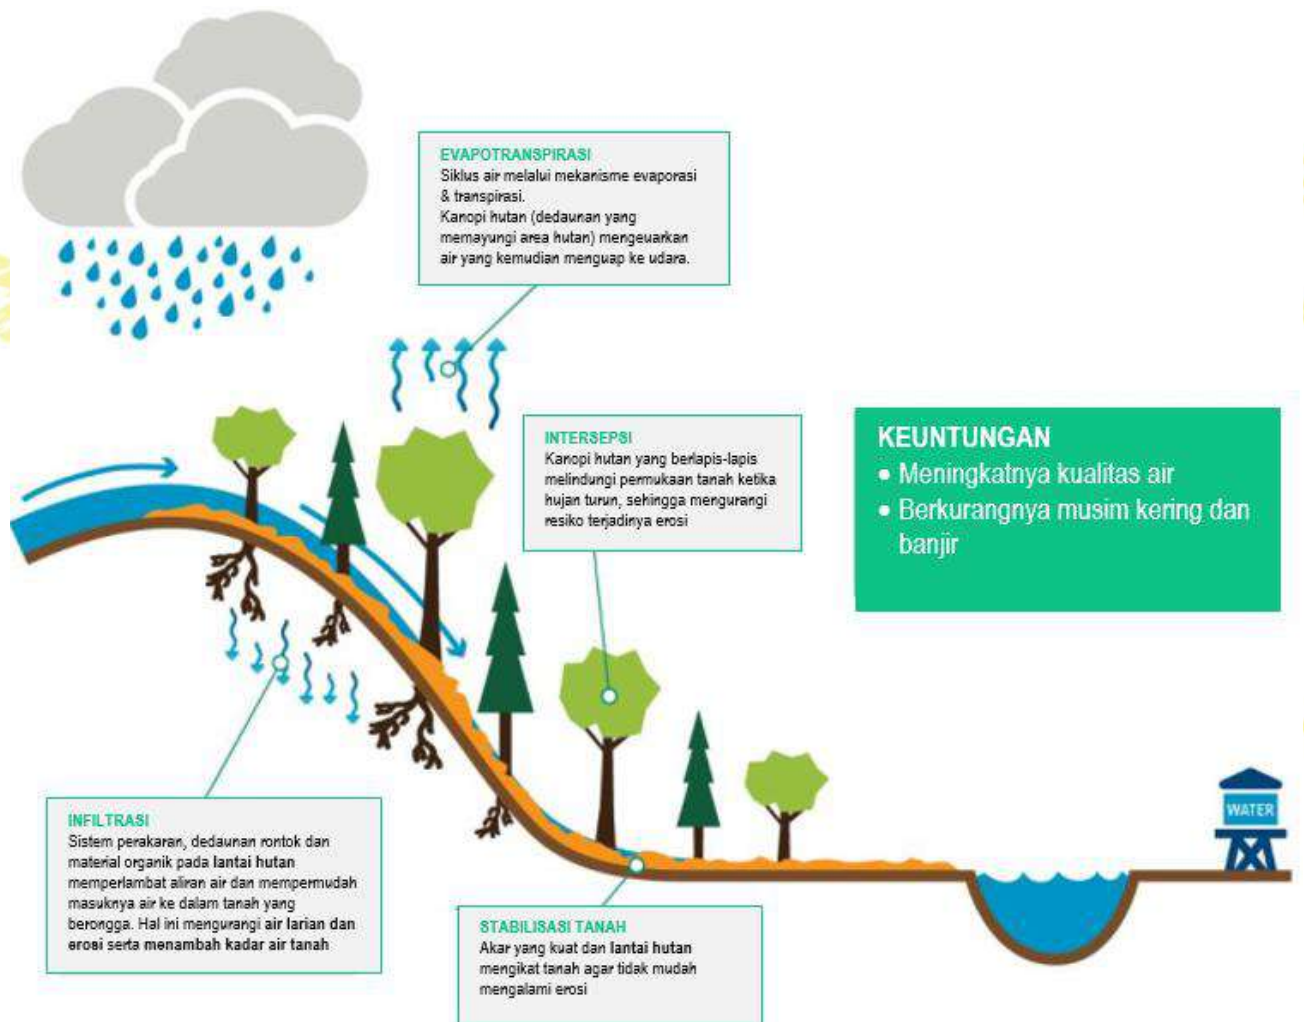 EVAPOTRANSPIRASI
Siklus air melalui mekanisme evaporasi
& transpirasi.
Kanopi hutan (dedaunan yang
memayungi area hutan) mengeuarkan
air yang kemudian menguap ke udara.
INTERSEPSI
Kanopi hutan yang berlapis-lapis
melindungi permukaan tanah ketika
hujan turun, sehingga mengurangi
resiko terjadinya erosi
KEUNTUNGAN
• Meningkatnya kualitas air
• Berkurangnya musim kering dan
banjir
WATER
INFILTRASI
Sistem perakaran, dedaunan rontok dan
material organik pada lantai hutan
memperlambat aliran air dan mempermudah
masuknya air ke dalam tanah yang
berongga. Hal ini mengurangi air larian dan
erosi serta menambah kadar air tanah
STABILISASI TANAH
Akar yang kuat dan lantai hutan
mengikat tanah agar tidak mudah
mengalami erosi